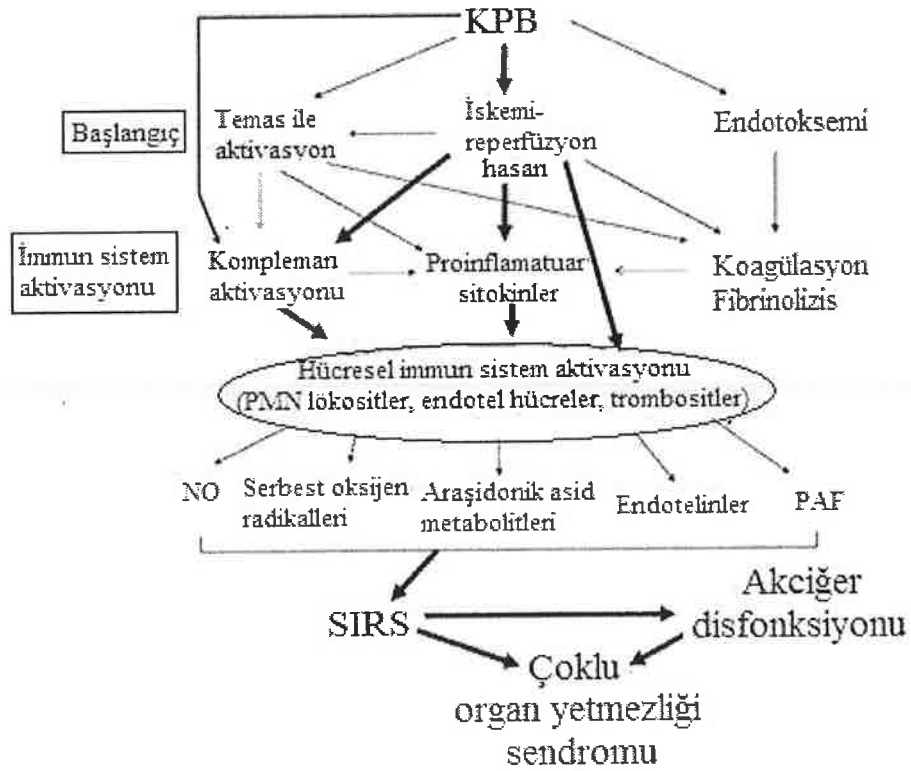 KPB
Başlangıç
Temas ile
aktivasyon
İskemi-
reperfüzyon
hasarı
Endotoksemi
İmmun sistem
aktivasyonu
Kompleman
aktivasyonu
Proinflamatuar
sitokinler
Koagülasyon
Fibrinolizis
Hücresel immun sistem aktivasyonu
(PMN lökositler, endotel hücreler, trombositler)
NO
Serbest oksijen
radikalleri
Araşidonik asid
metabolitleri
Endotelinler
PAF
SIRS
Akciğer
disfonksiyonu
Çoklu
organ yetmezliği
sendromu